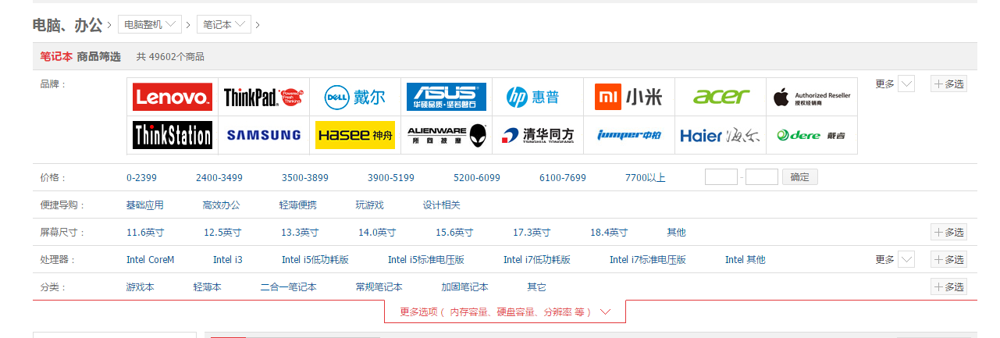 电脑、办公 > 电脑整机 > 笔记本 >
笔记本 商品筛选 共 49602个商品
品牌： Lenovo. ThinkPad. Powered by Fresh Thinking DELL 戴尔 ASUS 华硕品质·坚若磐石 hp 惠普 mi 小米 acer Authorized Reseller 授权经销商 更多 多选
ThinkStation SAMSUNG HASEE 神舟 ALIENWARE 所向披靡 清华同方 TSINGHUA TONGFANG jumper 中柏 Haier 海尔 dere 戴睿
价格： 0-2399 2400-3499 3500-3899 3900-5199 5200-6099 6100-7699 7700以上 - 确定
便捷导购： 基础应用 高效办公 轻薄便携 玩游戏 设计相关
屏幕尺寸： 11.6英寸 12.5英寸 13.3英寸 14.0英寸 15.6英寸 17.3英寸 18.4英寸 其他 多选
处理器： Intel CoreM Intel i3 Intel i5低功耗版 Intel i5标准电压版 Intel i7低功耗版 Intel i7标准电压版 Intel 其他 更多 多选
分类： 游戏本 轻薄本 二合一笔记本 常规笔记本 加固笔记本 其它 多选
更多选项（ 内存容量、硬盘容量、分辨率 等 ）